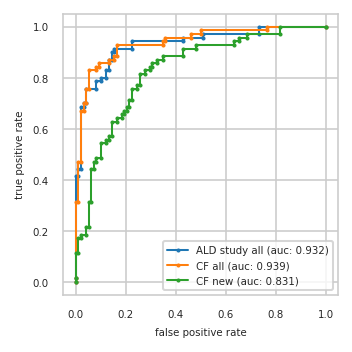 1.0
0.8
0.6
0.4
0.2
0.0
true positive rate
ALD study all (auc: 0.932)
CF all (auc: 0.939)
CF new (auc: 0.831)
0.0 0.2 0.4 0.6 0.8 1.0
false positive rate